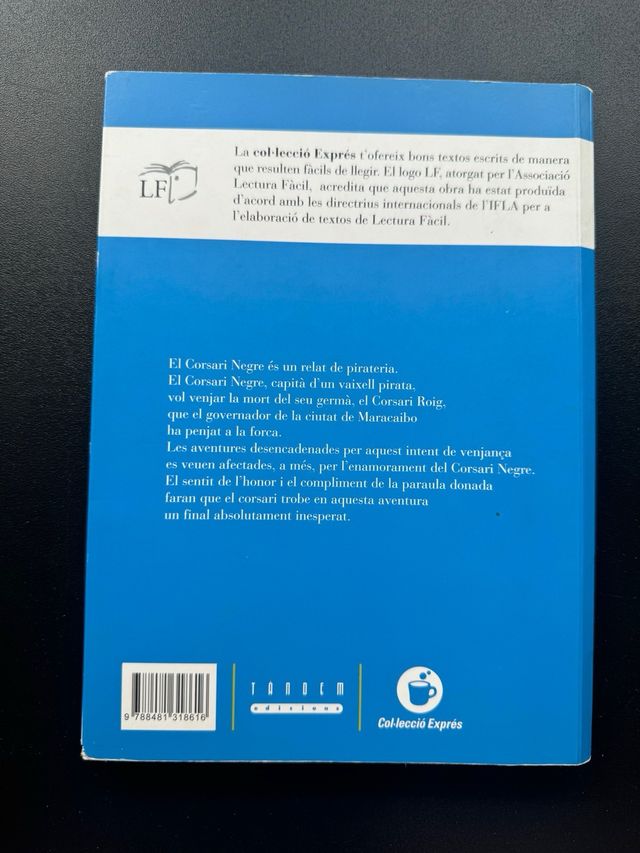 La col·lecció Exprés t'ofereix bons textos escrits de manera
que resulten fàcils de llegir. El logo LF, atorgat per l'Associació
Lectura Fàcil, acredita que aquesta obra ha estat produïda
d'acord amb les directrius internacionals de l'IFLA per a
l'elaboració de textos de Lectura Fàcil.
LF
El Corsari Negre és un relat de pirateria.
El Corsari Negre, capità d'un vaixell pirata,
vol venjar la mort del seu germà, el Corsari Roig,
que el governador de la ciutat de Maracaibo
ha penjat a la forca.
Les aventures desencadenades per aquest intent de venjança
es veuen afectades, a més, per l'enamorament del Corsari Negre.
El sentit de l'honor i el compliment de la paraula donada
faran que el corsari trobe en aquesta aventura
un final absolutament inesperat.
9 788481 318616
TÀNDEM
edicions
Col·lecció Exprés